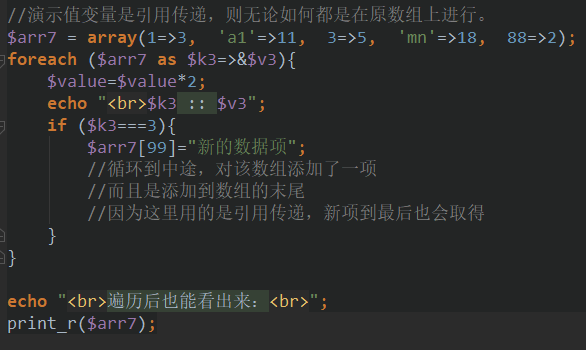 //演示值变量是引用传递，则无论如何都是在原数组上进行。
$arr7 = array(1=>3,  'a1'=>11,  3=>5,  'mn'=>18,  88=>2);
foreach ($arr7 as $k3=>&$v3){
    $value=$value*2;
    echo "<br>$k3 :: $v3";
    if ($k3===3){
        $arr7[99]="新的数据项";
        //循环到中途，对该数组添加了一项
        //而且是添加到数组的末尾
        //因为这里用的是引用传递，新项到最后也会取得
    }
}
echo "<br>遍历后也能看出来：<br>";
print_r($arr7);